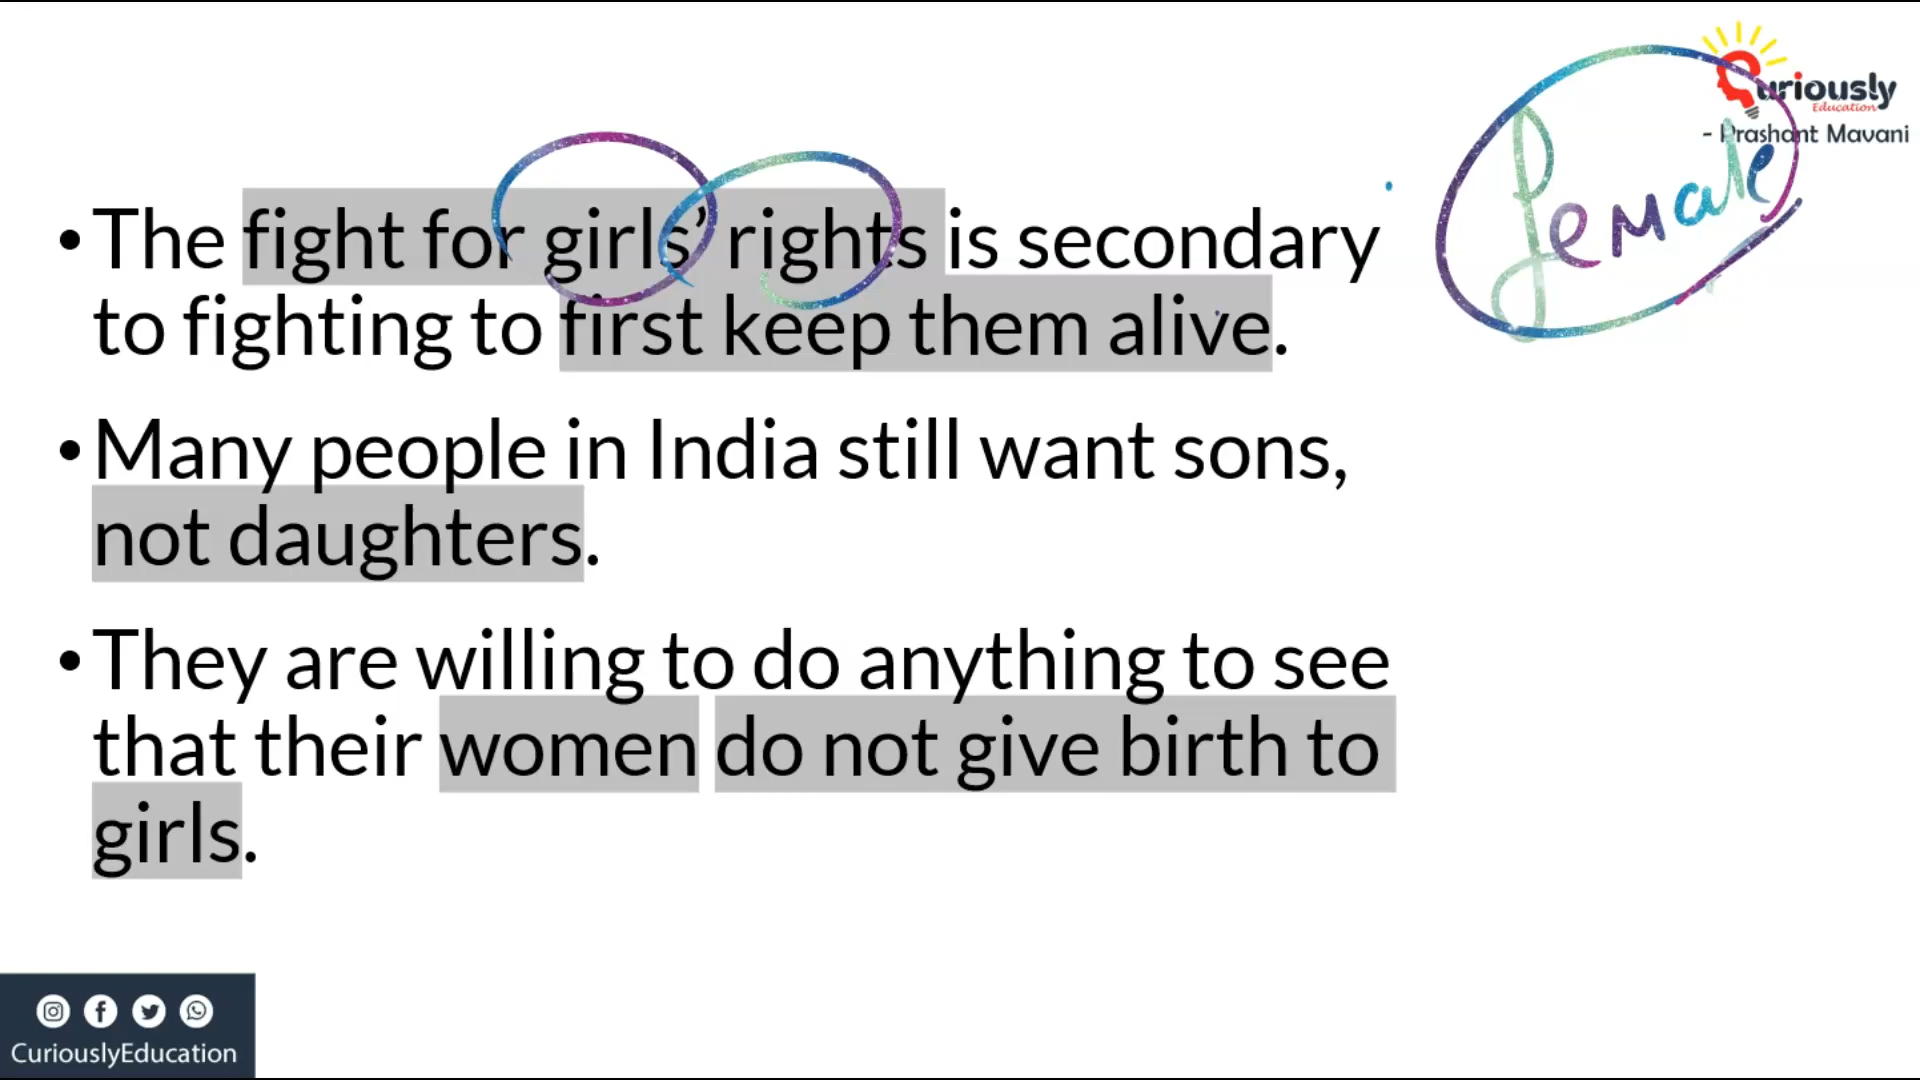 Curiously
Education
- Prashant Mavani
female
• The fight for girls’ rights is secondary
to fighting to first keep them alive.
• Many people in India still want sons,
not daughters.
• They are willing to do anything to see
that their women do not give birth to
girls.
CuriouslyEducation